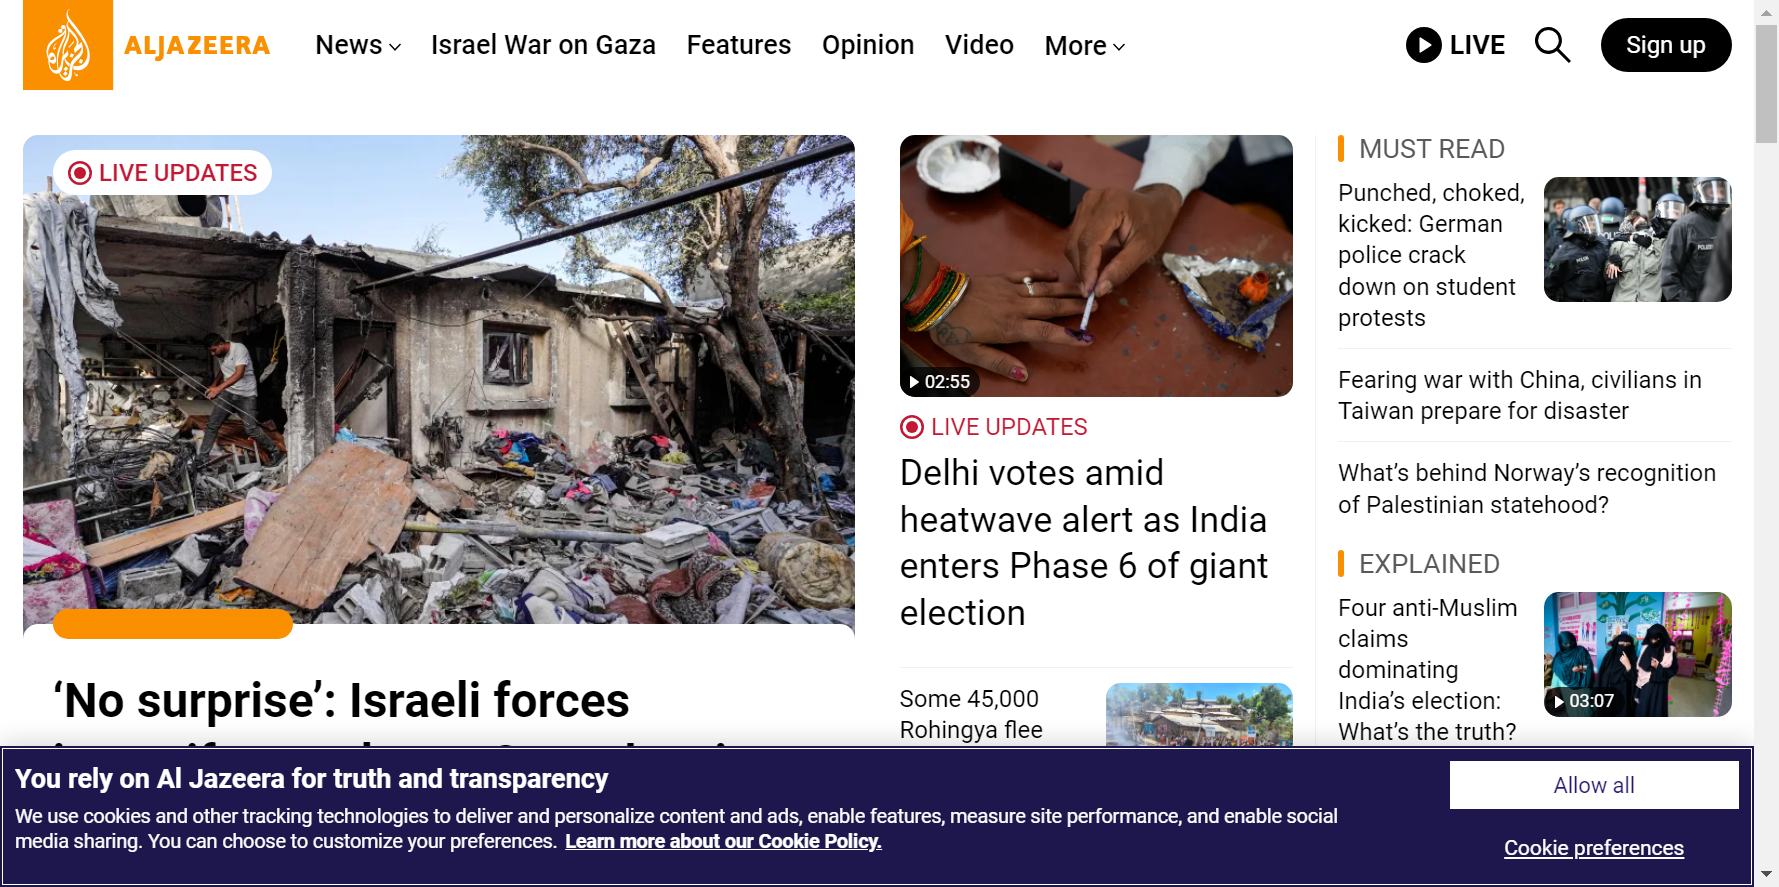 ALJAZEERA
News
Israel War on Gaza
Features
Opinion
Video
More
LIVE
Sign up
LIVE UPDATES
‘No surprise’: Israeli forces
02:55
LIVE UPDATES
Delhi votes amid
heatwave alert as India
enters Phase 6 of giant
election
Some 45,000
Rohingya flee
MUST READ
Punched, choked,
kicked: German
police crack
down on student
protests
Fearing war with China, civilians in
Taiwan prepare for disaster
What’s behind Norway’s recognition
of Palestinian statehood?
EXPLAINED
Four anti-Muslim
claims
dominating
India’s election:
What’s the truth?
03:07
You rely on Al Jazeera for truth and transparency
We use cookies and other tracking technologies to deliver and personalize content and ads, enable features, measure site performance, and enable social
media sharing. You can choose to customize your preferences. Learn more about our Cookie Policy.
Allow all
Cookie preferences